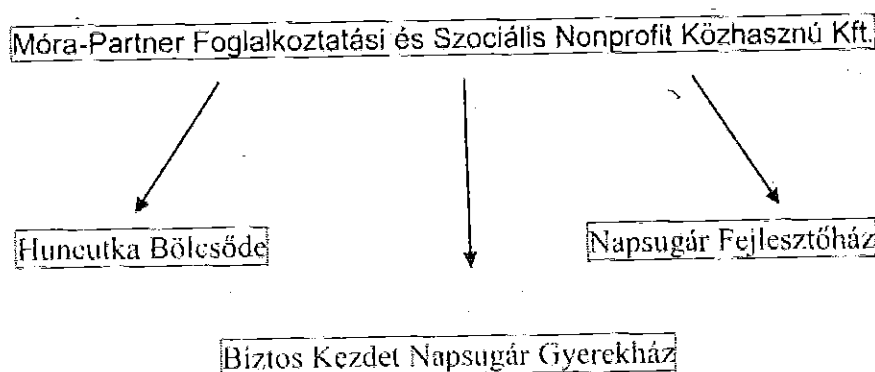 Móra-Partner Foglalkoztatási és Szociális Nonprofit Közhasznú Kft.
Huncutka Bölcsőde
Napsugár Fejlesztőház
Biztos Kezdet Napsugár Gyerekház